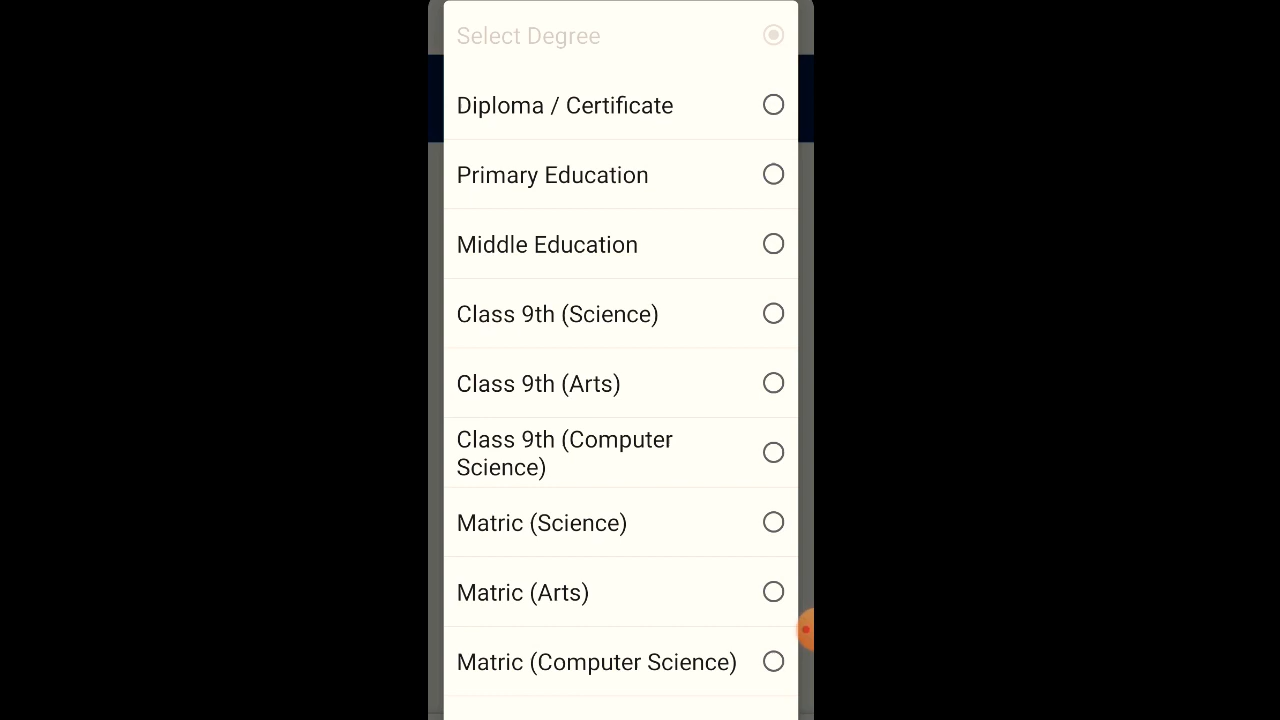 Select Degree
Diploma / Certificate
Primary Education
Middle Education
Class 9th (Science)
Class 9th (Arts)
Class 9th (Computer
Science)
Matric (Science)
Matric (Arts)
Matric (Computer Science)